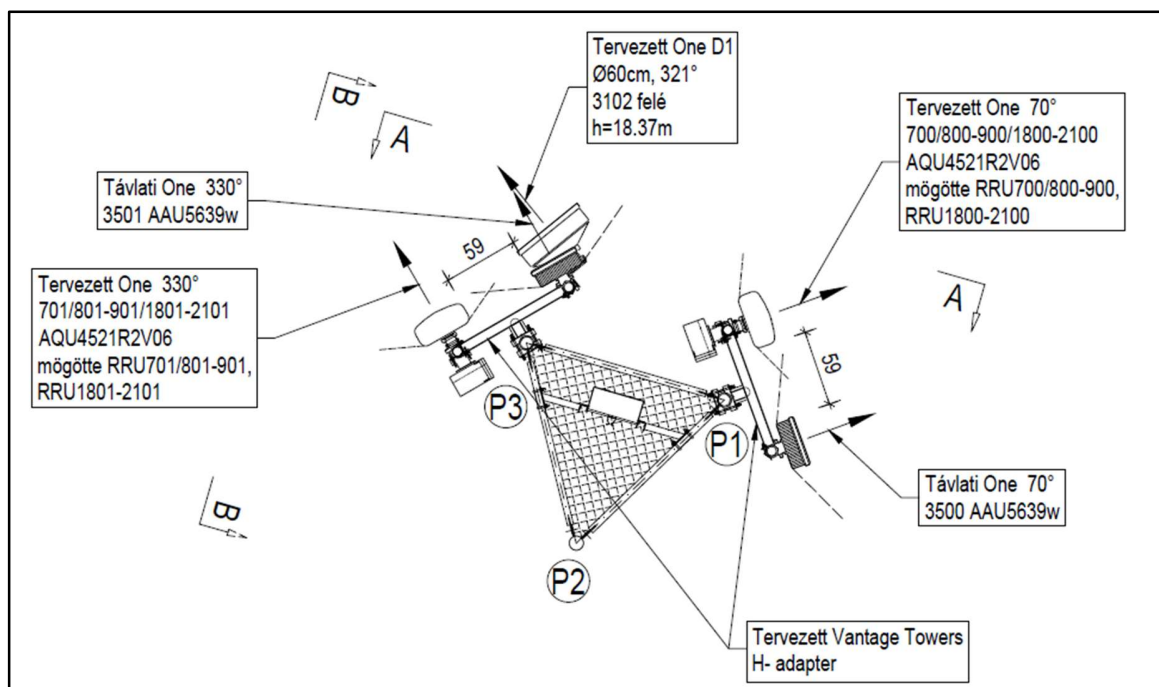 Tervezett One D1
Ø60cm, 321°
3102 felé
h=18.37m
B
A
Tervezett One 70°
700/800-900/1800-2100
AQU4521R2V06
mögötte RRU700/800-900,
RRU1800-2100
Távlati One 330°
3501 AAU5639w
59
Tervezett One 330°
701/801-901/1801-2101
AQU4521R2V06
mögötte RRU701/801-901,
RRU1801-2101
A
59
P3
P1
Távlati One 70°
3500 AAU5639w
B
P2
Tervezett Vantage Towers
H- adapter